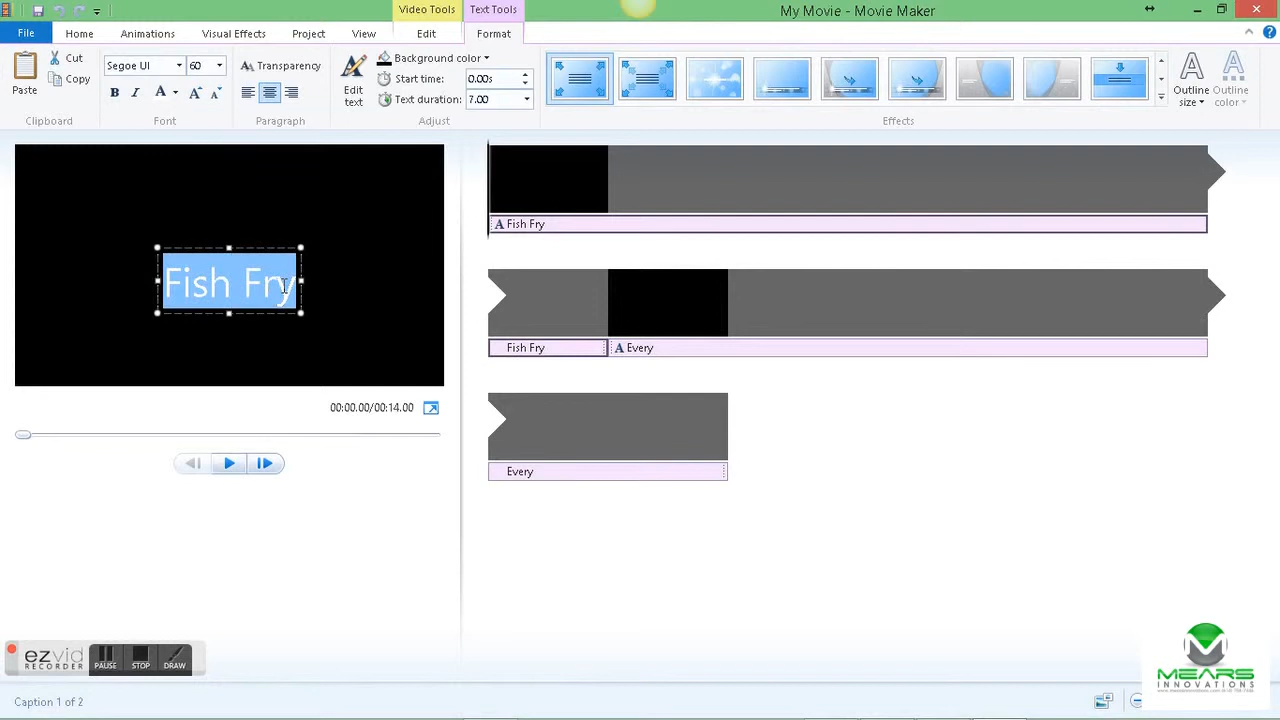 Video Tools Text Tools My Movie - Movie Maker
File Home Animations Visual Effects Project View Edit Format
Paste
Cut
Copy
Clipboard
Segoe UI 60
B I A A A
Font
Transparency
Paragraph
Edit
text
Background color
Start time: 0.00s
Text duration: 7.00
Adjust
Effects
Outline
size
Outline
color
Fish Fry
00:00.00/00:14.00
A Fish Fry
Fish Fry A Every
Every
ezvid
RECORDER
PAUSE STOP DRAW
MEARS
INNOVATIONS
Caption 1 of 2